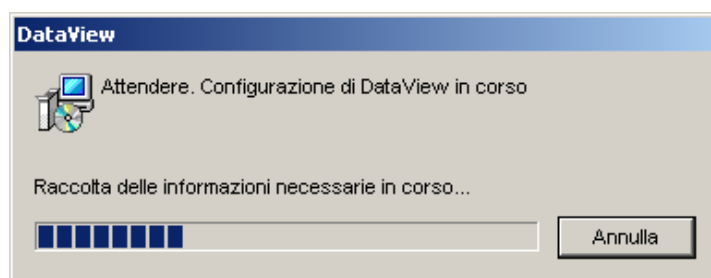 DataView
Attendere. Configurazione di DataView in corso
Raccolta delle informazioni necessarie in corso...
Annulla